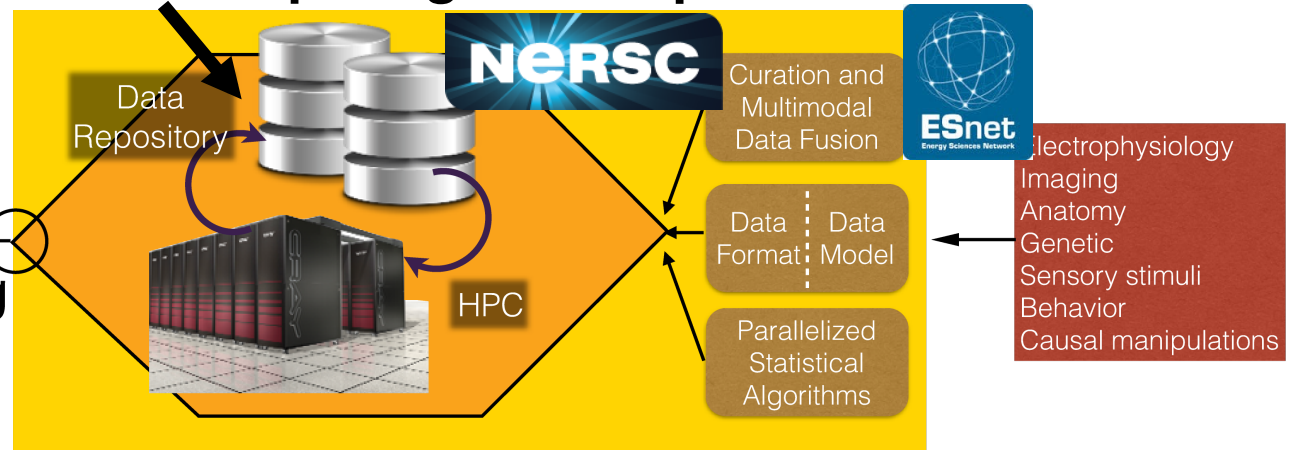 Data
Repository
NERSC
HPC
CRAY
Curation and
Multimodal
Data Fusion
Data
Format
Data
Model
Parallelized
Statistical
Algorithms
ESnet
Energy Sciences Network
Electrophysiology
Imaging
Anatomy
Genetic
Sensory stimuli
Behavior
Causal manipulations